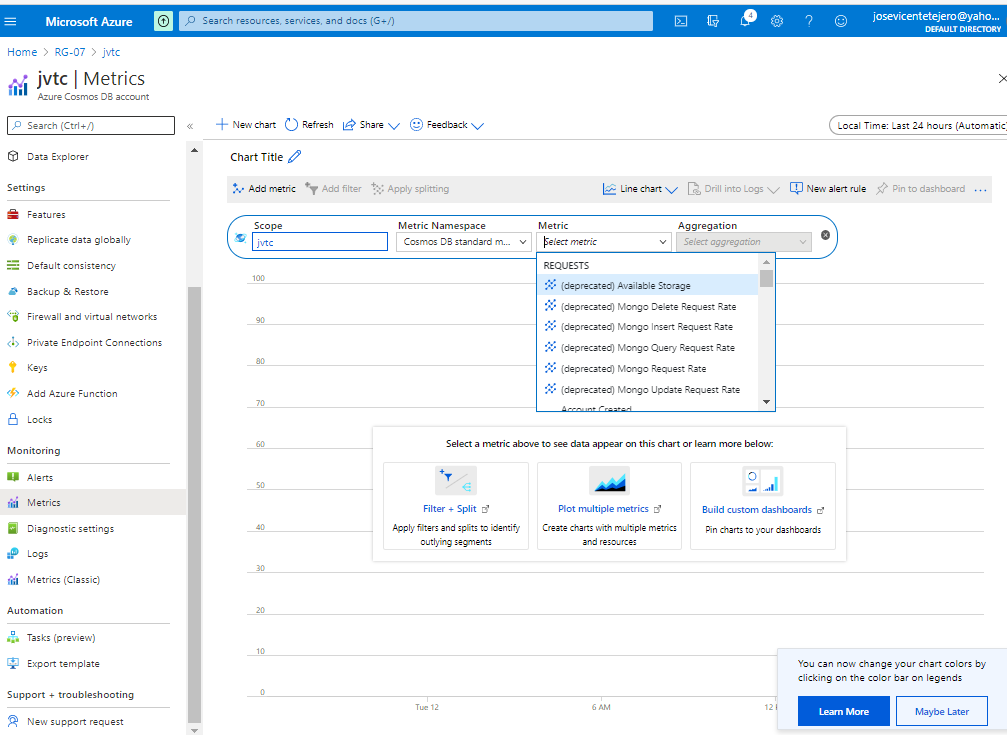 Microsoft Azure
Search resources, services, and docs (G+/)
4
josevicentetejero@yaho...
DEFAULT DIRECTORY
Home > RG-07 > jvtc
jvtc | Metrics
Azure Cosmos DB account
Search (Ctrl+/)
«
Data Explorer
Settings
Features
Replicate data globally
Default consistency
Backup & Restore
Firewall and virtual networks
Private Endpoint Connections
Keys
Add Azure Function
Locks
Monitoring
Alerts
Metrics
Diagnostic settings
Logs
Metrics (Classic)
Automation
Tasks (preview)
Export template
Support + troubleshooting
New support request
New chart
Refresh
Share
Feedback
Local Time: Last 24 hours (Automatic)
Chart Title
Add metric
Add filter
Apply splitting
Line chart
Drill into Logs
New alert rule
Pin to dashboard
...
Scope
jvtc
Metric Namespace
Cosmos DB standard m...
Metric
Select metric
Aggregation
Select aggregation
REQUESTS
(deprecated) Available Storage
(deprecated) Mongo Delete Request Rate
(deprecated) Mongo Insert Request Rate
(deprecated) Mongo Query Request Rate
(deprecated) Mongo Request Rate
(deprecated) Mongo Update Request Rate
Account Created
100
90
80
70
60
50
40
30
20
10
0
Tue 12
6 AM
12
Select a metric above to see data appear on this chart or learn more below:
Filter + Split
Apply filters and splits to identify
outlying segments
Plot multiple metrics
Create charts with multiple metrics
and resources
Build custom dashboards
Pin charts to your dashboards
You can now change your chart colors by
clicking on the color bar on legends
Learn More
Maybe Later